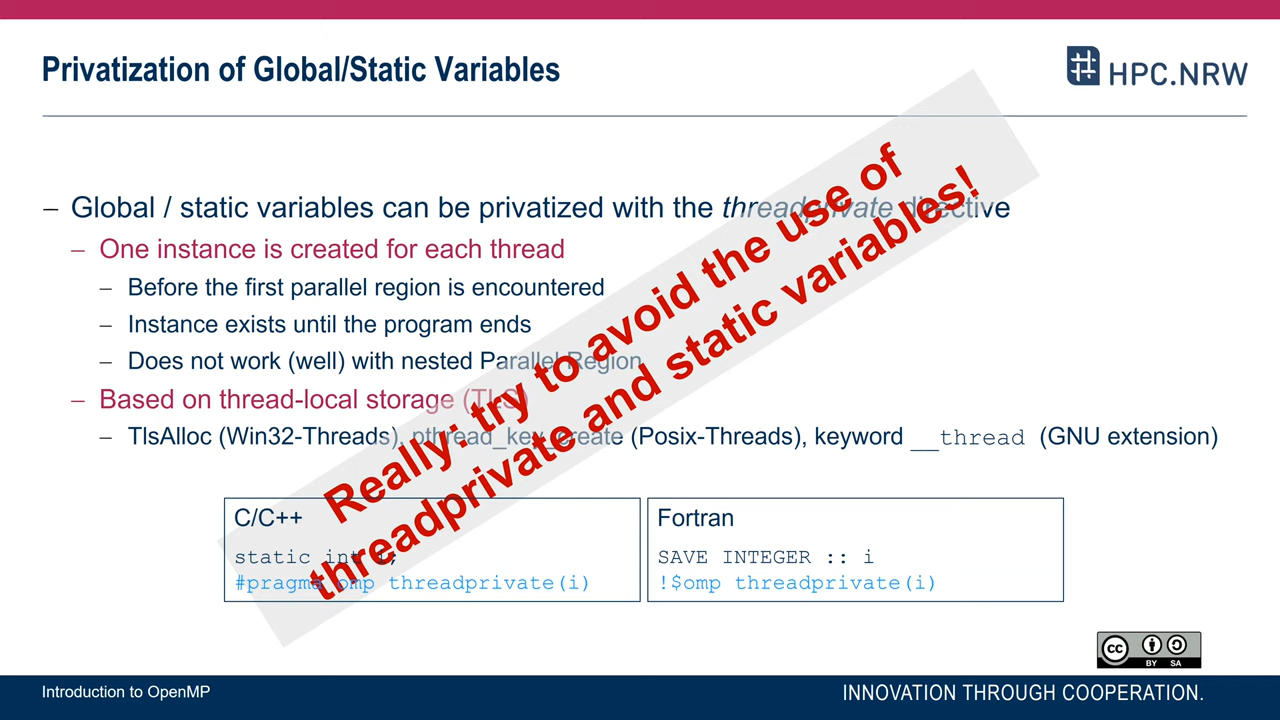 Privatization of Global/Static Variables
HPC.NRW
– Global / static variables can be privatized with the threadprivate directive
– One instance is created for each thread
– Before the first parallel region is encountered
– Instance exists until the program ends
– Does not work (well) with nested Parallel Region
– Based on thread-local storage (TLS)
– TlsAlloc (Win32-Threads), pthread_key_create (Posix-Threads), keyword __thread (GNU extension)
Really: try to avoid the use of
threadprivate and static variables!
C/C++
static int i;
#pragma omp threadprivate(i)
Fortran
SAVE INTEGER :: i
!$omp threadprivate(i)
cc
BY SA
Introduction to OpenMP
INNOVATION THROUGH COOPERATION.